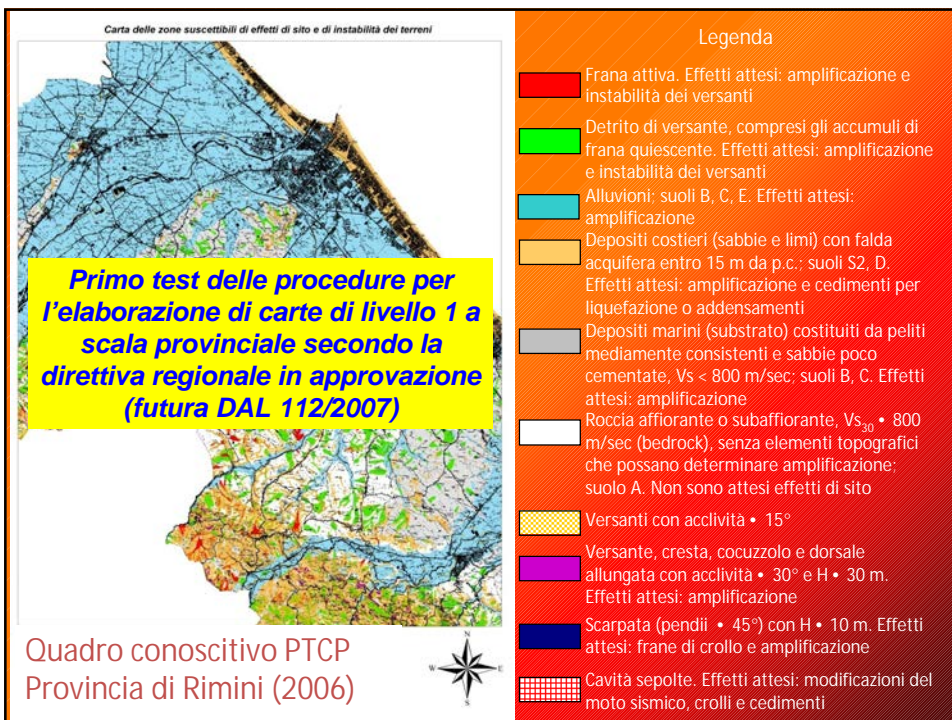 Carta delle zone suscettibili di effetti di sito e di instabilità dei terreni
Primo test delle procedure per
l'elaborazione di carte di livello 1 a
scala provinciale secondo la
direttiva regionale in approvazione
(futura DAL 112/2007)
Quadro conoscitivo PTCP
Provincia di Rimini (2006)
N
W E
S
Legenda
Frana attiva. Effetti attesi: amplificazione e
instabilità dei versanti
Detrito di versante, compresi gli accumuli di
frana quiescente. Effetti attesi: amplificazione
e instabilità dei versanti
Alluvioni; suoli B, C, E. Effetti attesi:
amplificazione
Depositi costieri (sabbie e limi) con falda
acquifera entro 15 m da p.c.; suoli S2, D.
Effetti attesi: amplificazione e cedimenti per
liquefazione o addensamenti
Depositi marini (substrato) costituiti da peliti
mediamente consistenti e sabbie poco
cementate, Vs < 800 m/sec; suoli B, C. Effetti
attesi: amplificazione
Roccia affiorante o subaffiorante, Vs30 • 800
m/sec (bedrock), senza elementi topografici
che possano determinare amplificazione;
suolo A. Non sono attesi effetti di sito
Versanti con acclività • 15°
Versante, cresta, cocuzzolo e dorsale
allungata con acclività • 30° e H • 30 m.
Effetti attesi: amplificazione
Scarpata (pendii • 45°) con H • 10 m. Effetti
attesi: frane di crollo e amplificazione
Cavità sepolte. Effetti attesi: modificazioni del
moto sismico, crolli e cedimenti